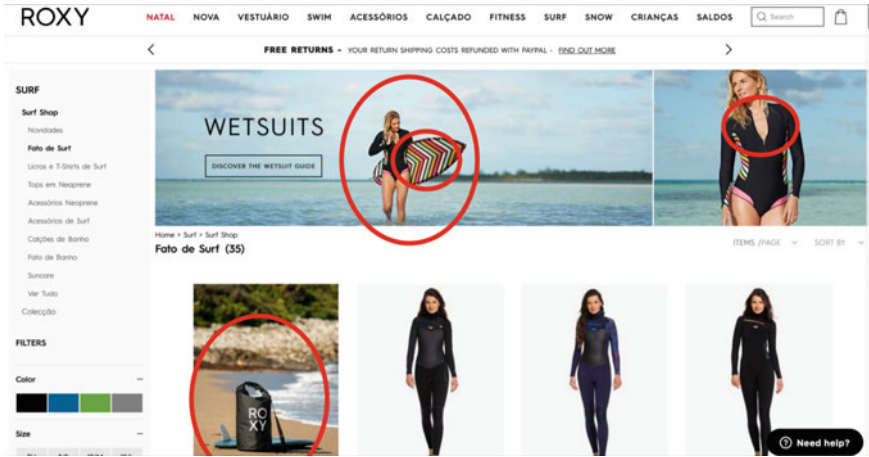 ROXY
NATAL NOVA VESTUÁRIO SWIM ACESSÓRIOS CALÇADO FITNESS SURF SNOW CRIANÇAS SALDOS Search
FREE RETURNS - YOUR RETURN SHIPPING COSTS REFUNDED WITH PAYPAL - FIND OUT MORE
SURF
Surf Shop
Novidades
Fato de Surf
Licras e T-Shirts de Surf
Tops em Neoprene
Acessórios Neoprene
Acessórios de Surf
Calções de Banho
Fato de Banho
Suncare
Ver Tudo
Colecção
FILTERS
Color
Size
WETSUITS
DISCOVER THE WETSUIT GUIDE
Home > Surf > Surf Shop
Fato de Surf (35)
ITEMS /PAGE
SORT BY
RO
XY
Need help?